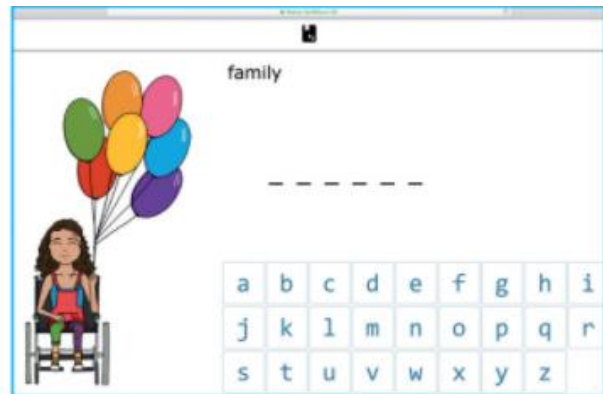 family
_ _ _ _ _ _
a b c d e f g h i
j k l m n o p q r
s t u v w x y z